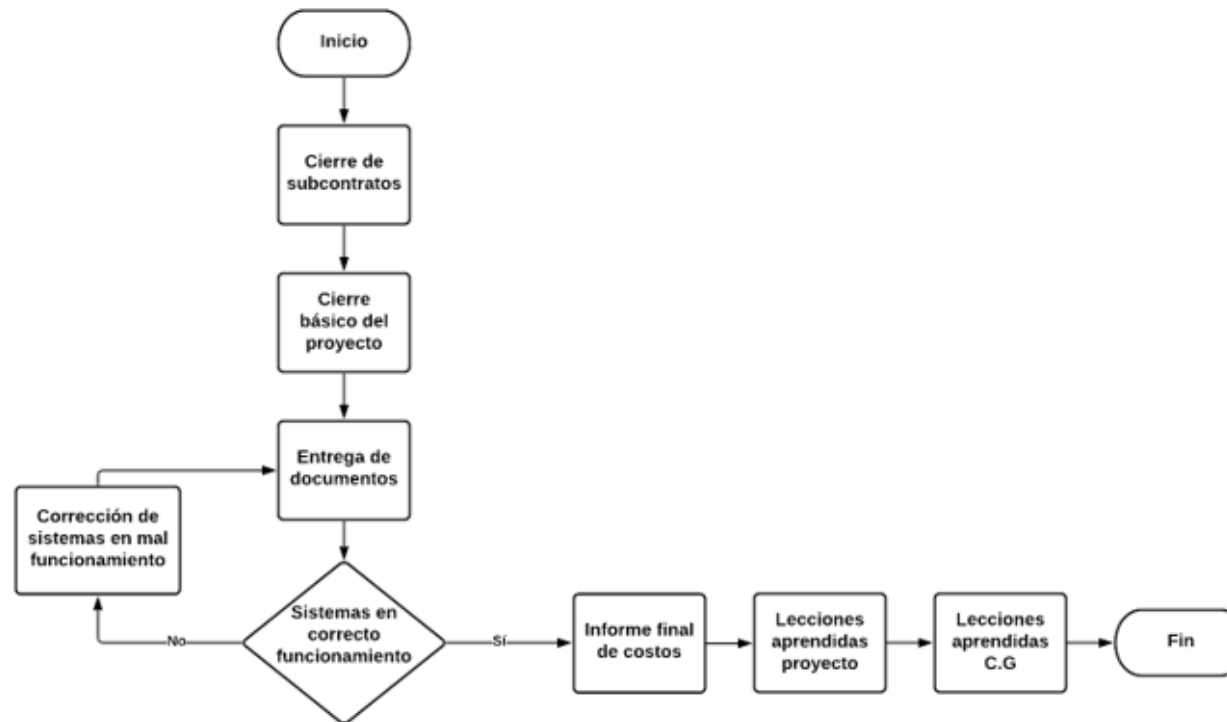 Inicio
Cierre de
subcontratos
Cierre
básico del
proyecto
Entrega de
documentos
Corrección de
sistemas en mal
funcionamiento
Sistemas en
correcto
funcionamiento
No
Sí
Informe final
de costos
Lecciones
aprendidas
proyecto
Lecciones
aprendidas
C.G
Fin